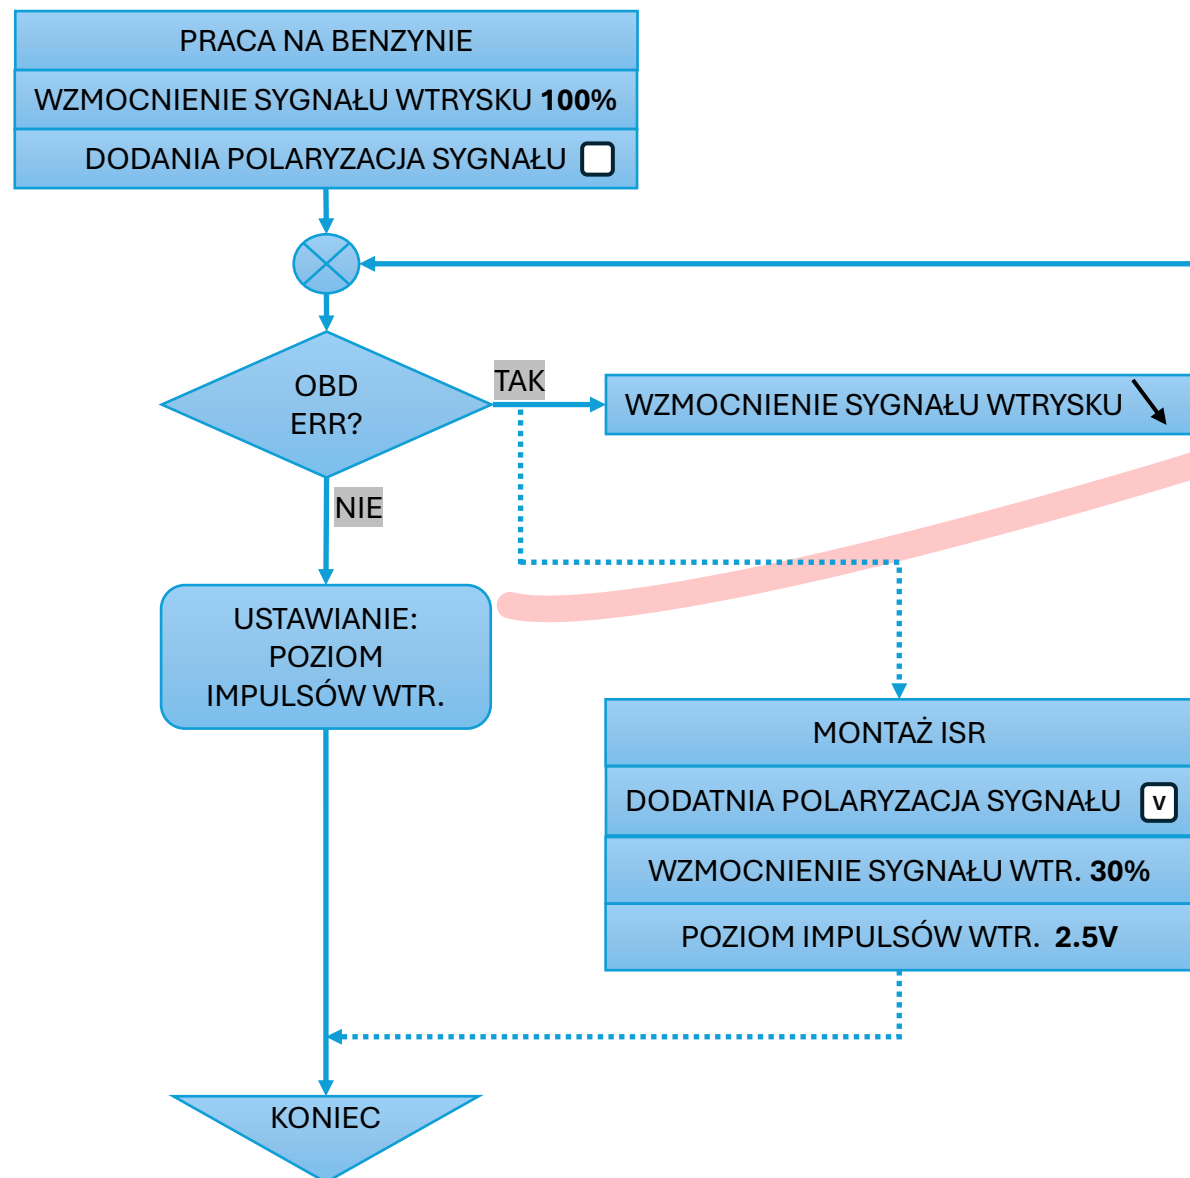 PRACA NA BENZYNIE
WZMOCNIENIE SYGNAŁU WTRYSKU 100%
DODANIA POLARYZACJA SYGNAŁU
OBD
ERR?
TAK
WZMOCNIENIE SYGNAŁU WTRYSKU
NIE
USTAWIANIE:
POZIOM
IMPULSÓW WTR.
MONTAŻ ISR
DODATNIA POLARYZACJA SYGNAŁU V
WZMOCNIENIE SYGNAŁU WTR. 30%
POZIOM IMPULSÓW WTR. 2.5V
KONIEC